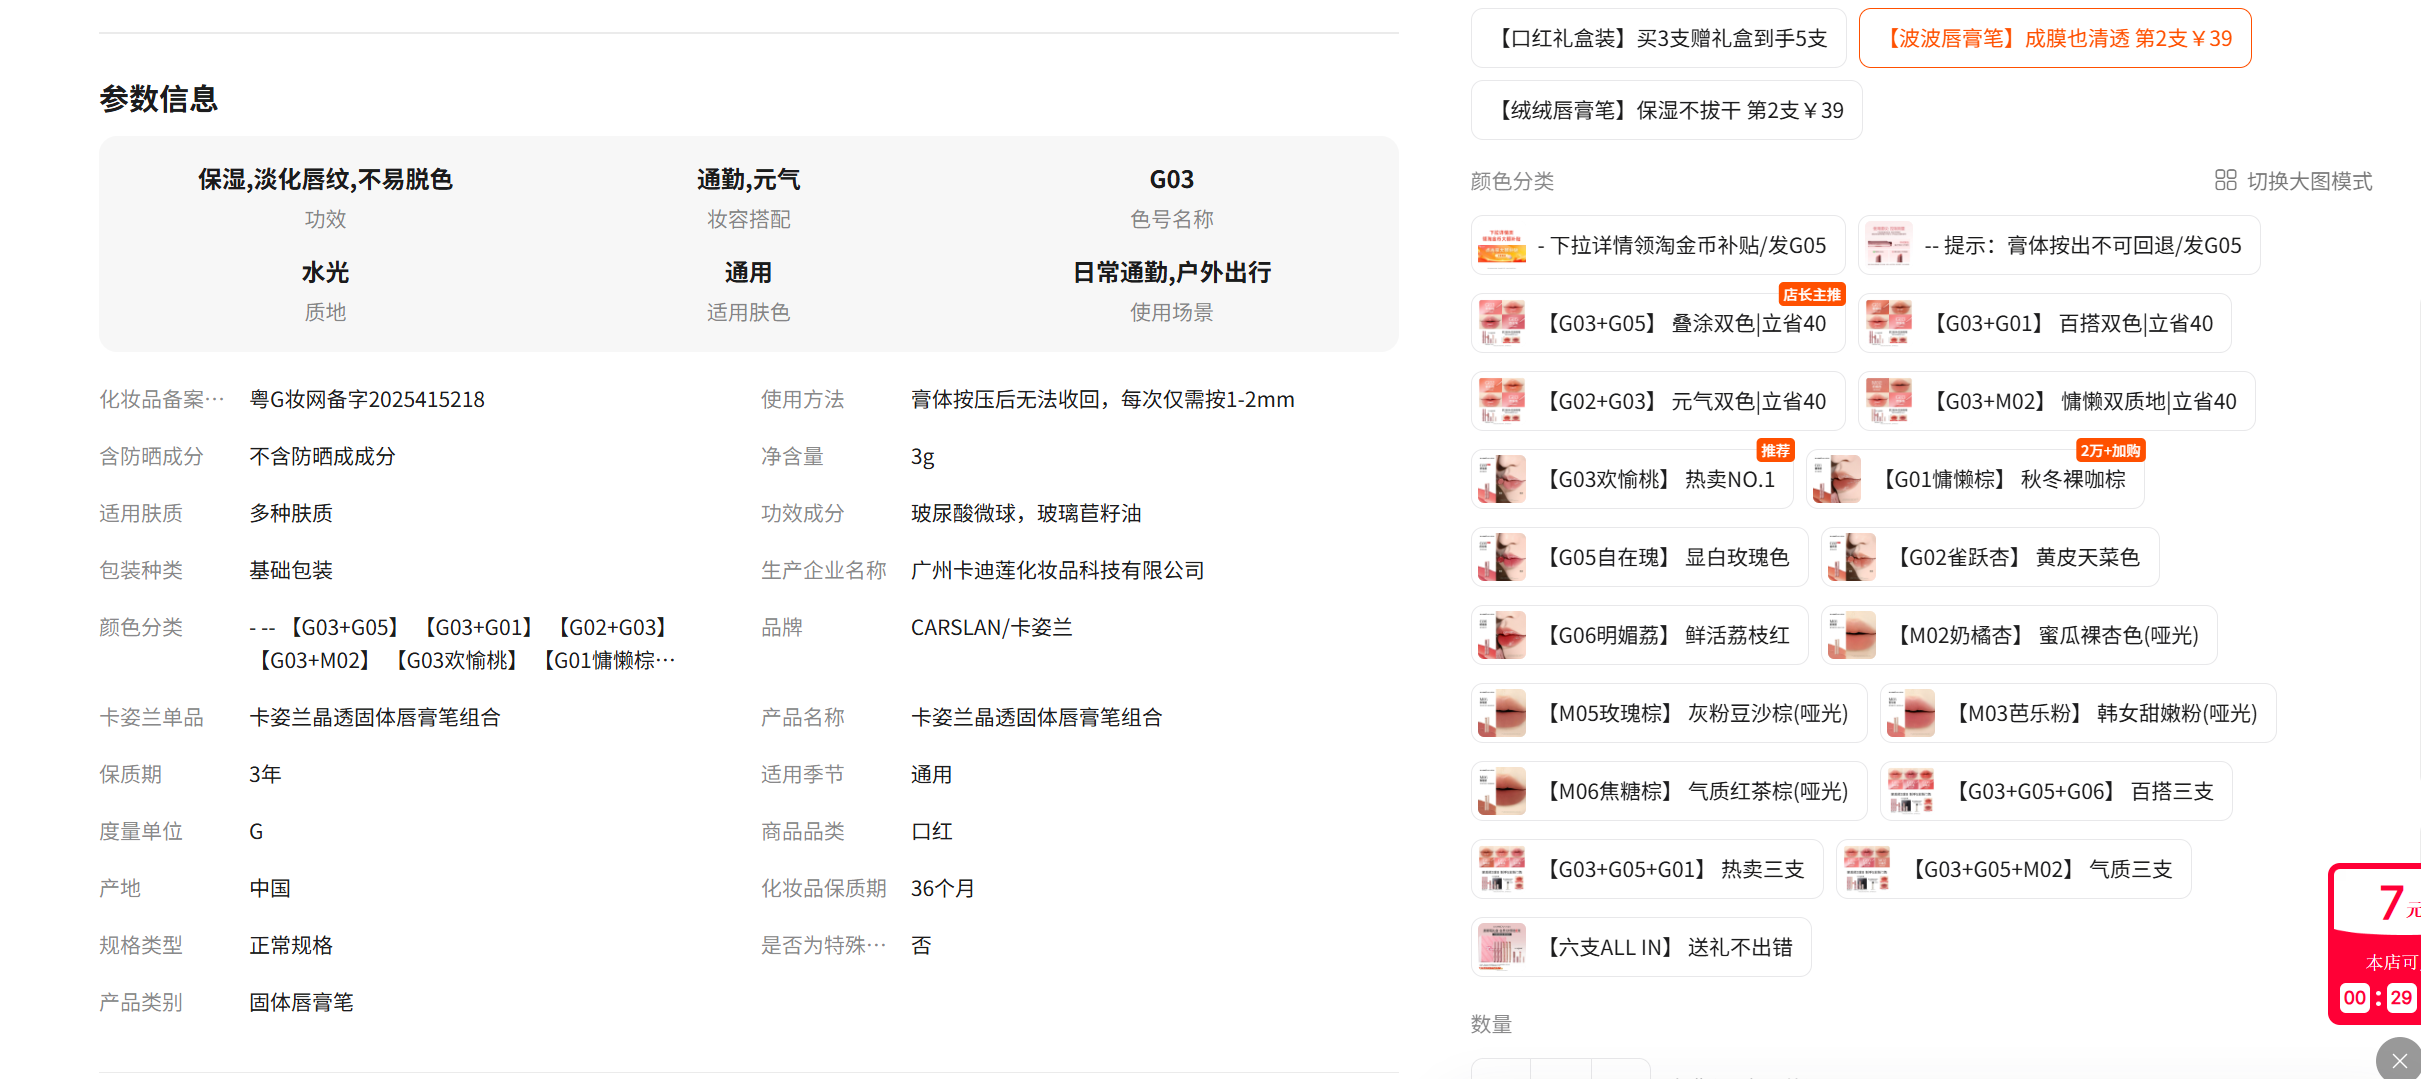 参数信息
保湿,淡化唇纹,不易脱色
功效
通勤,元气
妆容搭配
G03
色号名称
水光
质地
通用
适用肤色
日常通勤,户外出行
使用场景
化妆品备案… 粤G妆网备字2025415218
使用方法 膏体按压后无法收回，每次仅需按1-2mm
含防晒成分 不含防晒成成分
净含量 3g
适用肤质 多种肤质
功效成分 玻尿酸微球，玻璃苣籽油
包装种类 基础包装
生产企业名称 广州卡迪莲化妆品科技有限公司
颜色分类 - -- 【G03+G05】 【G03+G01】 【G02+G03】
【G03+M02】 【G03欢愉桃】 【G01慵懒棕…
品牌 CARSLAN/卡姿兰
卡姿兰单品 卡姿兰晶透固体唇膏笔组合
产品名称 卡姿兰晶透固体唇膏笔组合
保质期 3年
适用季节 通用
度量单位 G
商品品类 口红
产地 中国
化妆品保质期 36个月
规格类型 正常规格
是否为特殊… 否
产品类别 固体唇膏笔
【口红礼盒装】买3支赠礼盒到手5支
【波波唇膏笔】成膜也清透 第2支￥39
【绒绒唇膏笔】保湿不拔干 第2支￥39
颜色分类
切换大图模式
- 下拉详情领淘金币补贴/发G05
-- 提示：膏体按出不可回退/发G05
店长主推
【G03+G05】 叠涂双色|立省40
【G03+G01】 百搭双色|立省40
【G02+G03】 元气双色|立省40
【G03+M02】 慵懒双质地|立省40
推荐
【G03欢愉桃】 热卖NO.1
2万+加购
【G01慵懒棕】 秋冬裸咖棕
【G05自在瑰】 显白玫瑰色
【G02雀跃杏】 黄皮天菜色
【G06明媚荔】 鲜活荔枝红
【M02奶橘杏】 蜜瓜裸杏色(哑光)
【M05玫瑰棕】 灰粉豆沙棕(哑光)
【M03芭乐粉】 韩女甜嫩粉(哑光)
【M06焦糖棕】 气质红茶棕(哑光)
【G03+G05+G06】 百搭三支
【G03+G05+G01】 热卖三支
【G03+G05+M02】 气质三支
【六支ALL IN】 送礼不出错
数量
7元
本店可
00:29